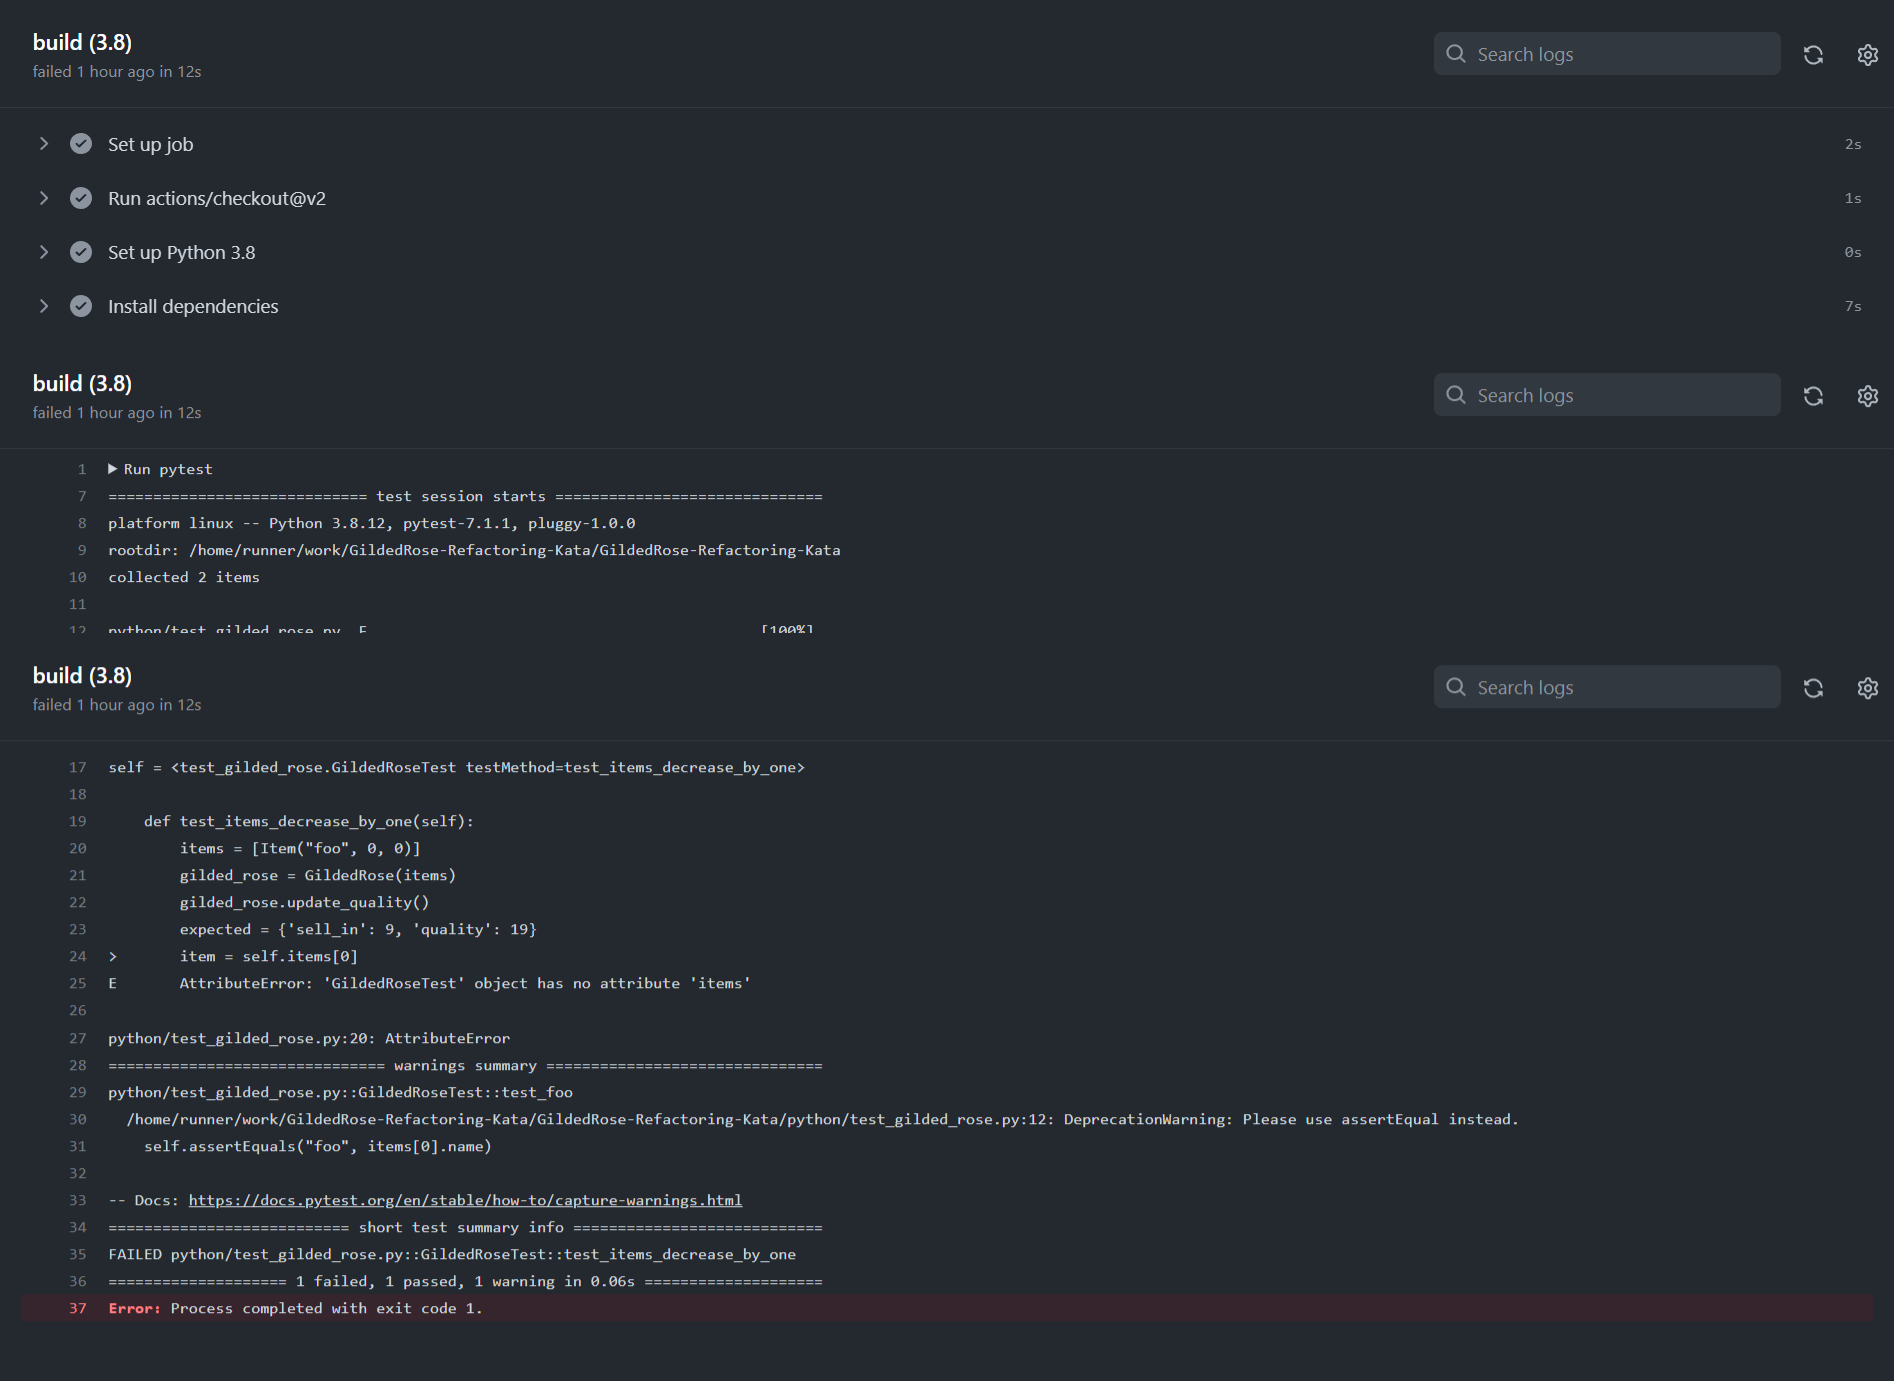 build (3.8)
failed 1 hour ago in 12s
Search logs
Set up job 2s
Run actions/checkout@v2 1s
Set up Python 3.8 0s
Install dependencies 7s
build (3.8)
failed 1 hour ago in 12s
Search logs
1 Run pytest
7 ============================= test session starts ==============================
8 platform linux -- Python 3.8.12, pytest-7.1.1, pluggy-1.0.0
9 rootdir: /home/runner/work/GildedRose-Refactoring-Kata/GildedRose-Refactoring-Kata
10 collected 2 items
11
12 python/test_gilded_rose.py .F [100%]
build (3.8)
failed 1 hour ago in 12s
Search logs
17 self = <test_gilded_rose.GildedRoseTest testMethod=test_items_decrease_by_one>
18
19     def test_items_decrease_by_one(self):
20         items = [Item("foo", 0, 0)]
21         gilded_rose = GildedRose(items)
22         gilded_rose.update_quality()
23         expected = {'sell_in': 9, 'quality': 19}
24 >       item = self.items[0]
25 E       AttributeError: 'GildedRoseTest' object has no attribute 'items'
26
27 python/test_gilded_rose.py:20: AttributeError
28 =============================== warnings summary ===============================
29 python/test_gilded_rose.py::GildedRoseTest::test_foo
30   /home/runner/work/GildedRose-Refactoring-Kata/GildedRose-Refactoring-Kata/python/test_gilded_rose.py:12: DeprecationWarning: Please use assertEqual instead.
31     self.assertEquals("foo", items[0].name)
32
33 -- Docs: https://docs.pytest.org/en/stable/how-to/capture-warnings.html
34 =========================== short test summary info ============================
35 FAILED python/test_gilded_rose.py::GildedRoseTest::test_items_decrease_by_one
36 ==================== 1 failed, 1 passed, 1 warning in 0.06s ====================
37 Error: Process completed with exit code 1.